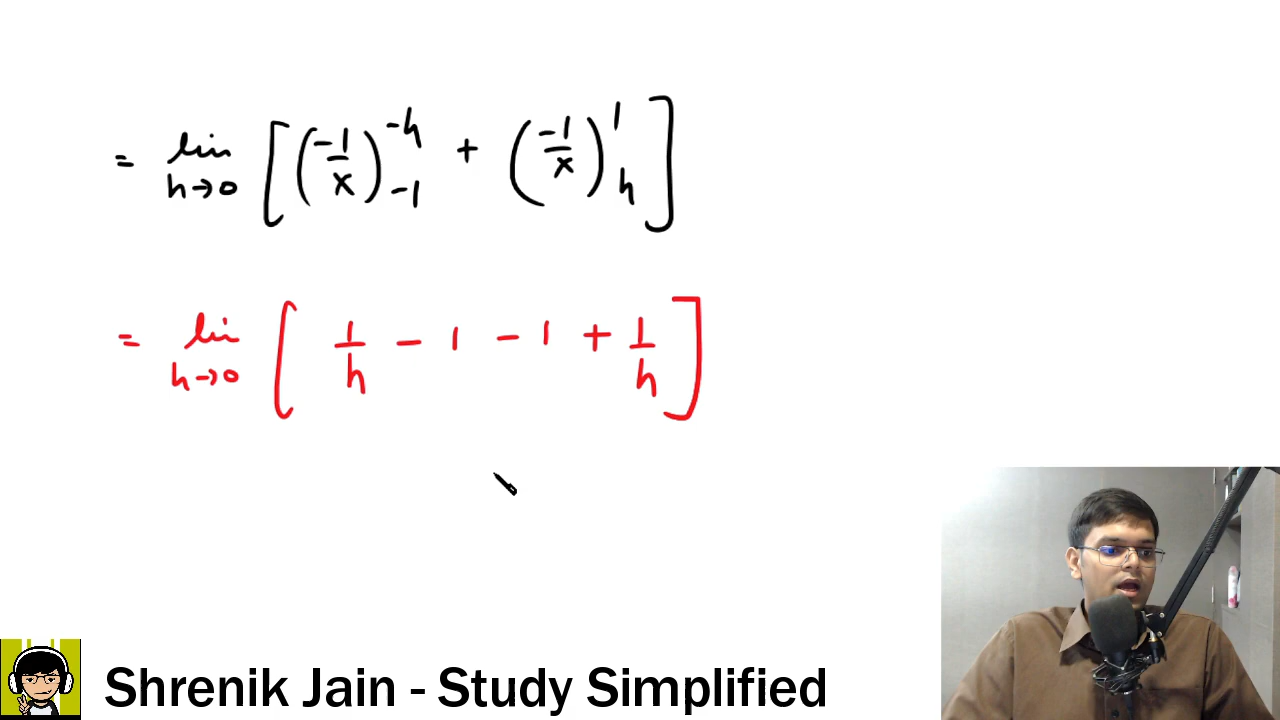 = lim h→0 [ (-1/x)^{-h}_{-1} + (-1/x)^{1}_{h} ]
= lim h→0 [ 1/h - 1 - 1 + 1/h ]
Shrenik Jain - Study Simplified